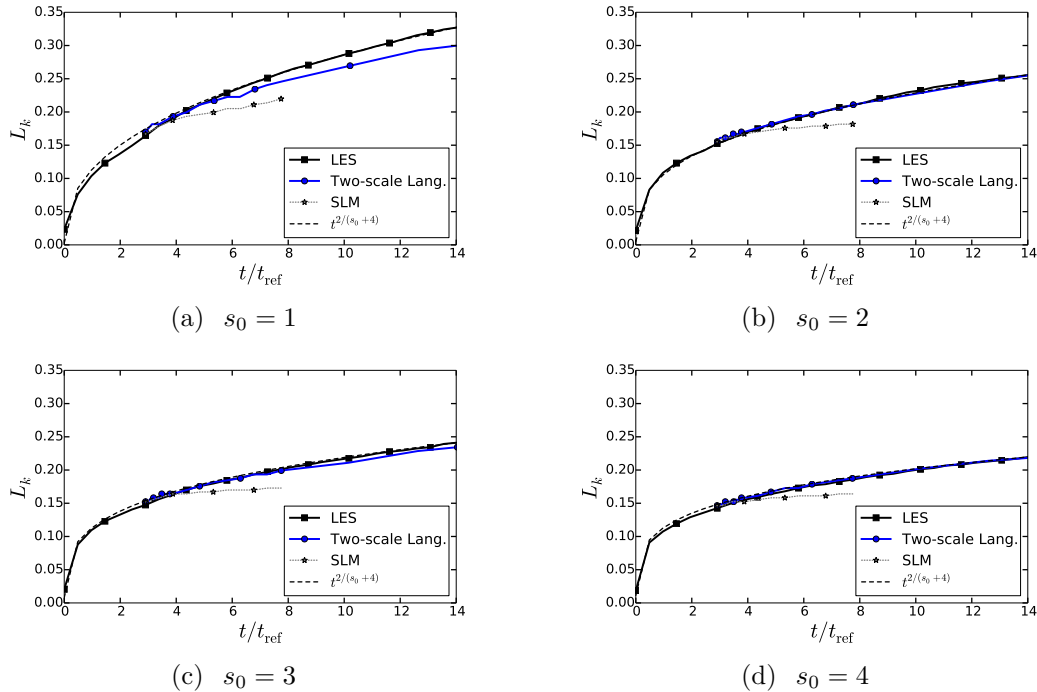 0.35
0.30
0.25
0.20
0.15
0.10
0.05
0.00
L_k
0 2 4 6 8 10 12 14
t/t_ref
LES
Two-scale Lang.
SLM
t^{2/(s_0+4)}
(a) s_0 = 1
0.35
0.30
0.25
0.20
0.15
0.10
0.05
0.00
L_k
0 2 4 6 8 10 12 14
t/t_ref
LES
Two-scale Lang.
SLM
t^{2/(s_0+4)}
(b) s_0 = 2
0.35
0.30
0.25
0.20
0.15
0.10
0.05
0.00
L_k
0 2 4 6 8 10 12 14
t/t_ref
LES
Two-scale Lang.
SLM
t^{2/(s_0+4)}
(c) s_0 = 3
0.35
0.30
0.25
0.20
0.15
0.10
0.05
0.00
L_k
0 2 4 6 8 10 12 14
t/t_ref
LES
Two-scale Lang.
SLM
t^{2/(s_0+4)}
(d) s_0 = 4